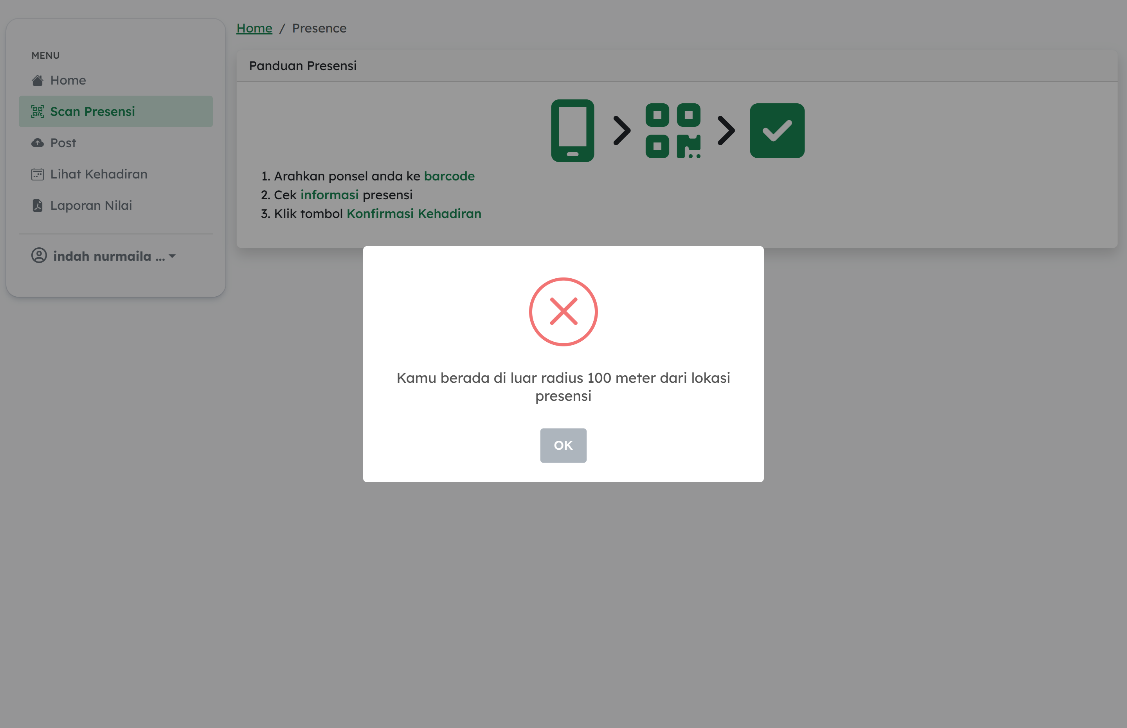 Home / Presence
MENU
Home
Scan Presensi
Post
Lihat Kehadiran
Laporan Nilai
indah nurmaila ...
Panduan Presensi
1. Arahkan ponsel anda ke barcode
2. Cek informasi presensi
3. Klik tombol Konfirmasi Kehadiran
Kamu berada di luar radius 100 meter dari lokasi
presensi
OK